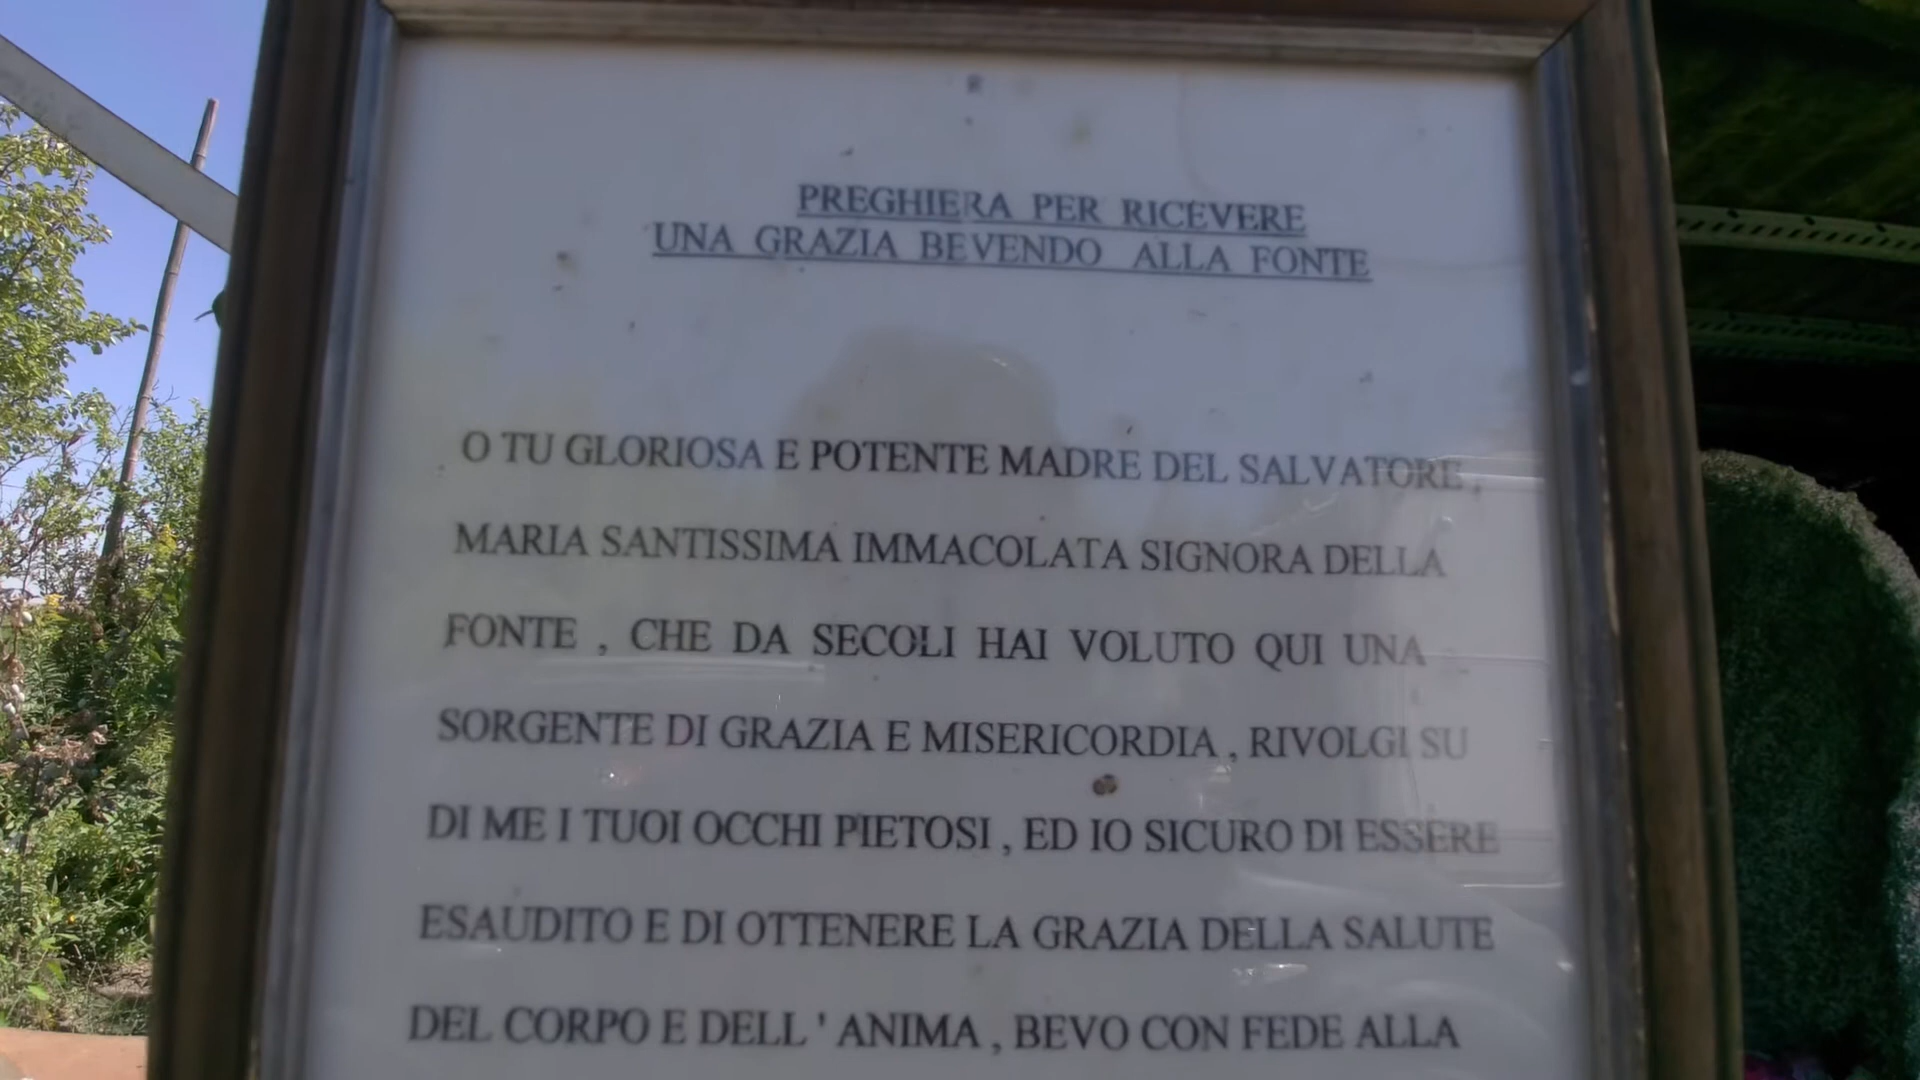 PREGHIERA PER RICEVERE
UNA GRAZIA BEVENDO ALLA FONTE
O TU GLORIOSA E POTENTE MADRE DEL SALVATORE ,
MARIA SANTISSIMA IMMACOLATA SIGNORA DELLA
FONTE , CHE DA SECOLI HAI VOLUTO QUI UNA
SORGENTE DI GRAZIA E MISERICORDIA , RIVOLGI SU
DI ME I TUOI OCCHI PIETOSI , ED IO SICURO DI ESSERE
ESAUDITO E DI OTTENERE LA GRAZIA DELLA SALUTE
DEL CORPO E DELL ' ANIMA , BEVO CON FEDE ALLA